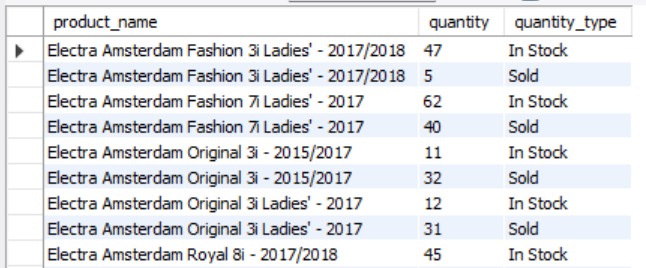 product_name quantity quantity_type
Electra Amsterdam Fashion 3i Ladies' - 2017/2018 47 In Stock
Electra Amsterdam Fashion 3i Ladies' - 2017/2018 5 Sold
Electra Amsterdam Fashion 7i Ladies' - 2017 62 In Stock
Electra Amsterdam Fashion 7i Ladies' - 2017 40 Sold
Electra Amsterdam Original 3i - 2015/2017 11 In Stock
Electra Amsterdam Original 3i - 2015/2017 32 Sold
Electra Amsterdam Original 3i Ladies' - 2017 12 In Stock
Electra Amsterdam Original 3i Ladies' - 2017 31 Sold
Electra Amsterdam Royal 8i - 2017/2018 45 In Stock